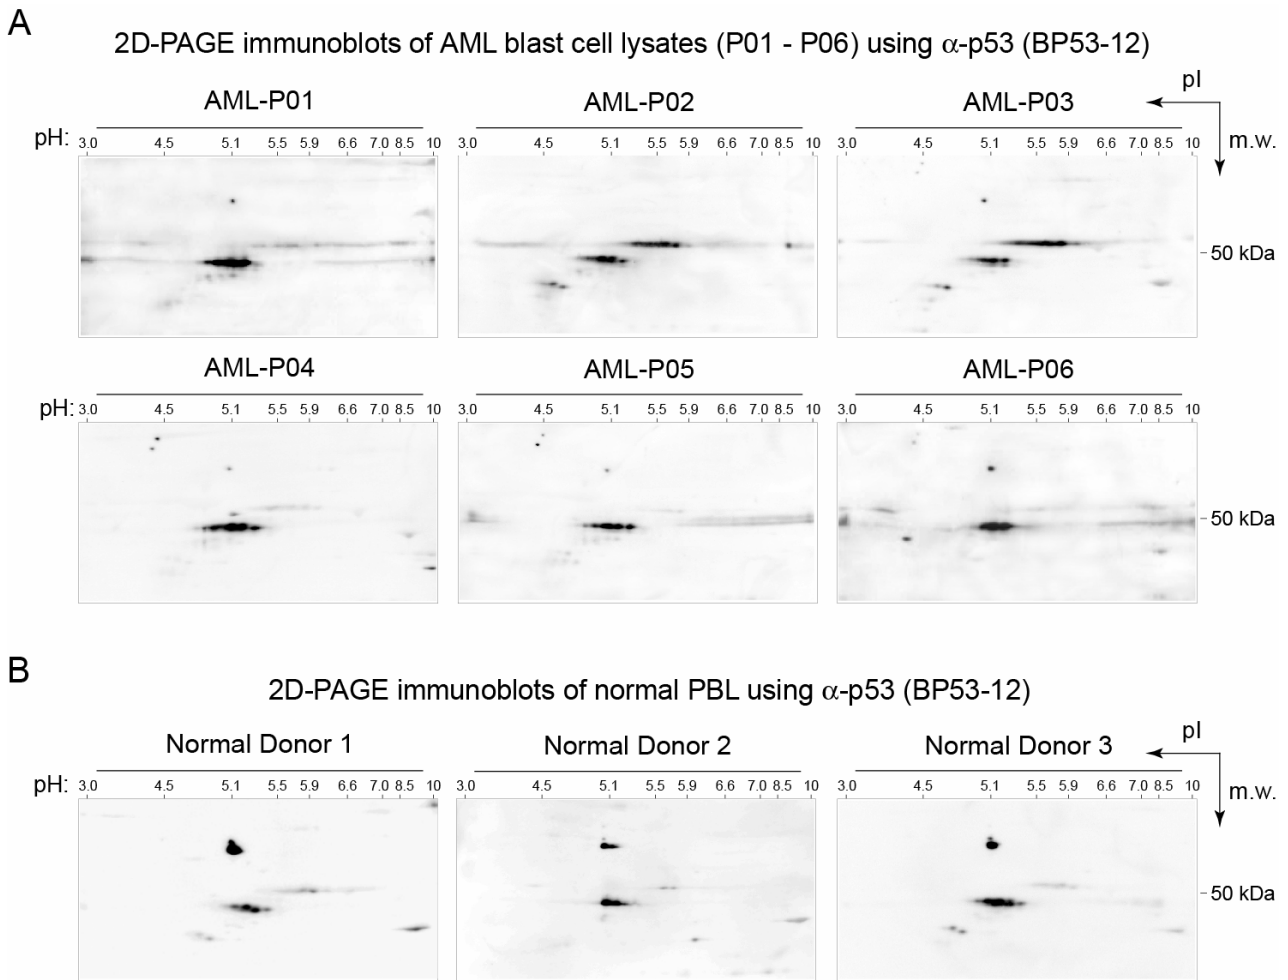 A
2D-PAGE immunoblots of AML blast cell lysates (P01 - P06) using α-p53 (BP53-12)
pI
AML-P01 AML-P02 AML-P03
pH: 3.0 4.5 5.1 5.5 5.9 6.6 7.0 8.5 10 3.0 4.5 5.1 5.5 5.9 6.6 7.0 8.5 10 3.0 4.5 5.1 5.5 5.9 6.6 7.0 8.5 10 m.w.
50 kDa
AML-P04 AML-P05 AML-P06
pH: 3.0 4.5 5.1 5.5 5.9 6.6 7.0 8.5 10 3.0 4.5 5.1 5.5 5.9 6.6 7.0 8.5 10 3.0 4.5 5.1 5.5 5.9 6.6 7.0 8.5 10
50 kDa
B
2D-PAGE immunoblots of normal PBL using α-p53 (BP53-12)
pI
Normal Donor 1 Normal Donor 2 Normal Donor 3
pH: 3.0 4.5 5.1 5.5 5.9 6.6 7.0 8.5 10 3.0 4.5 5.1 5.5 5.9 6.6 7.0 8.5 10 3.0 4.5 5.1 5.5 5.9 6.6 7.0 8.5 10 m.w.
50 kDa